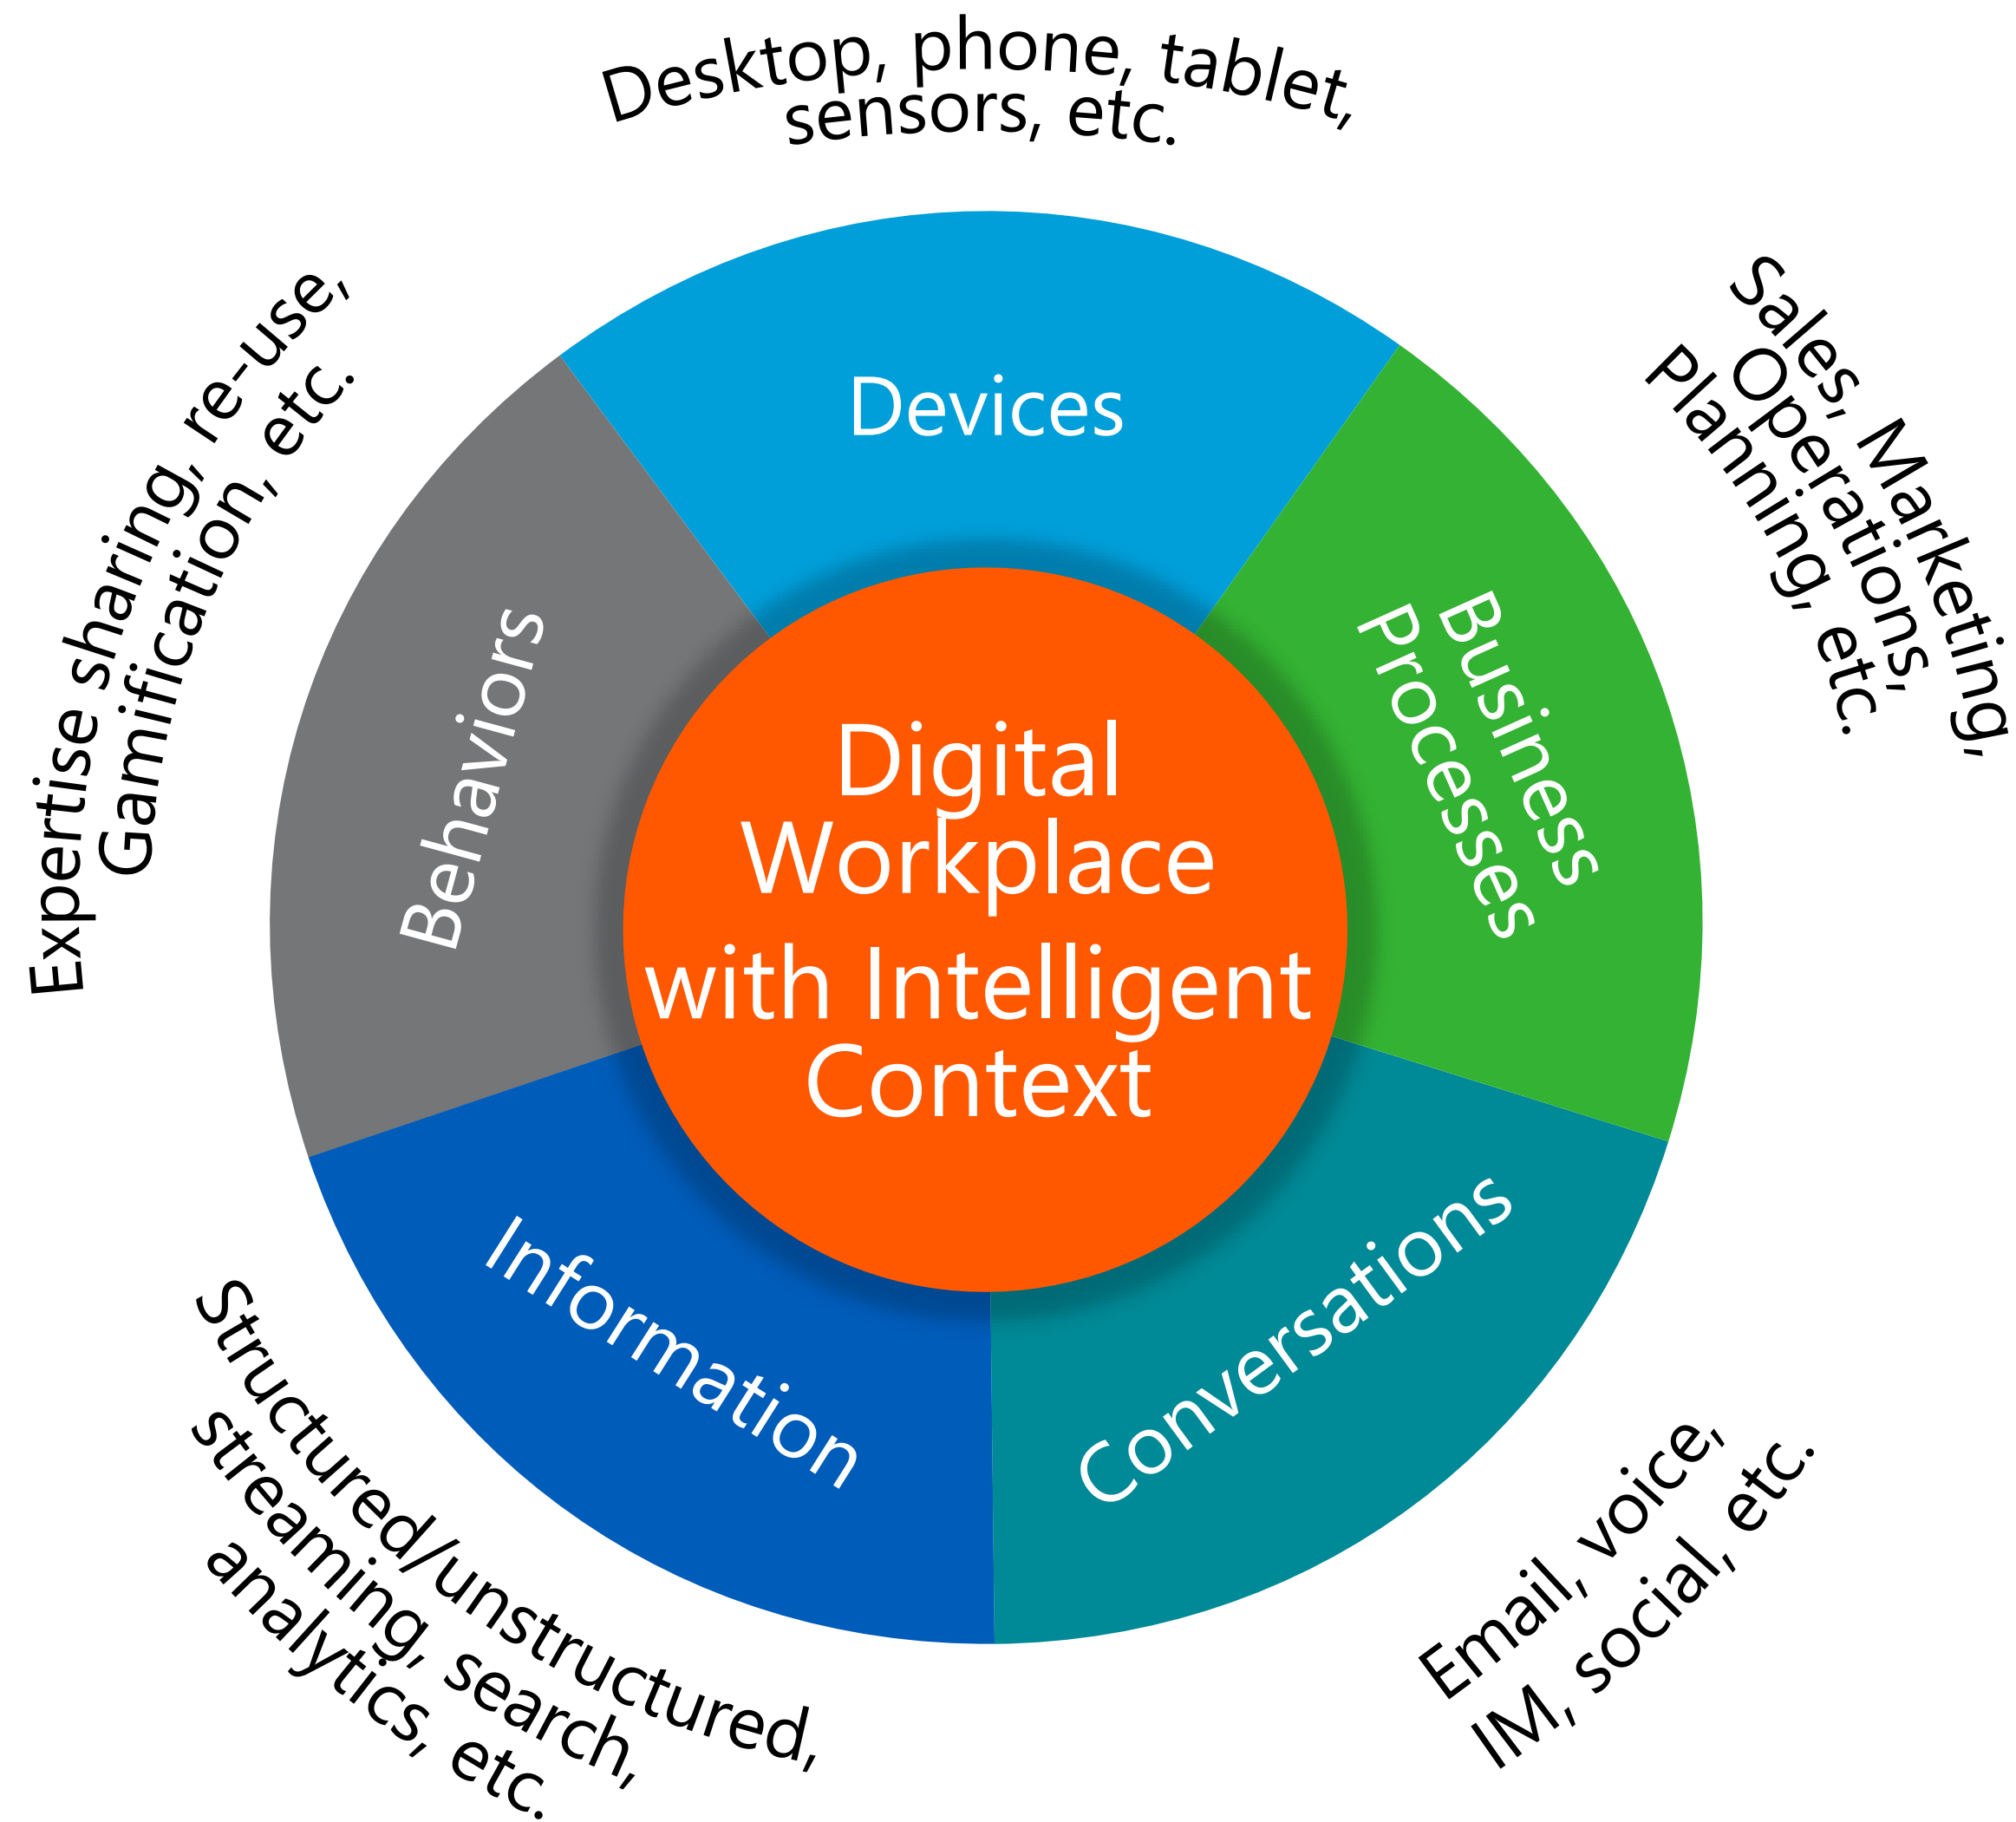 Desktop, phone, tablet,
sensors, etc.
Devices
Sales, Marketing,
Operations,
Planning, etc.
Business
Processes
Email, voice,
IM, social, etc.
Conversations
Structured/unstructured,
streaming, search,
analytics, etc.
Information
Expertise sharing, re-use,
Gamification, etc.
Behaviors
Digital
Workplace
with Intelligent
Context